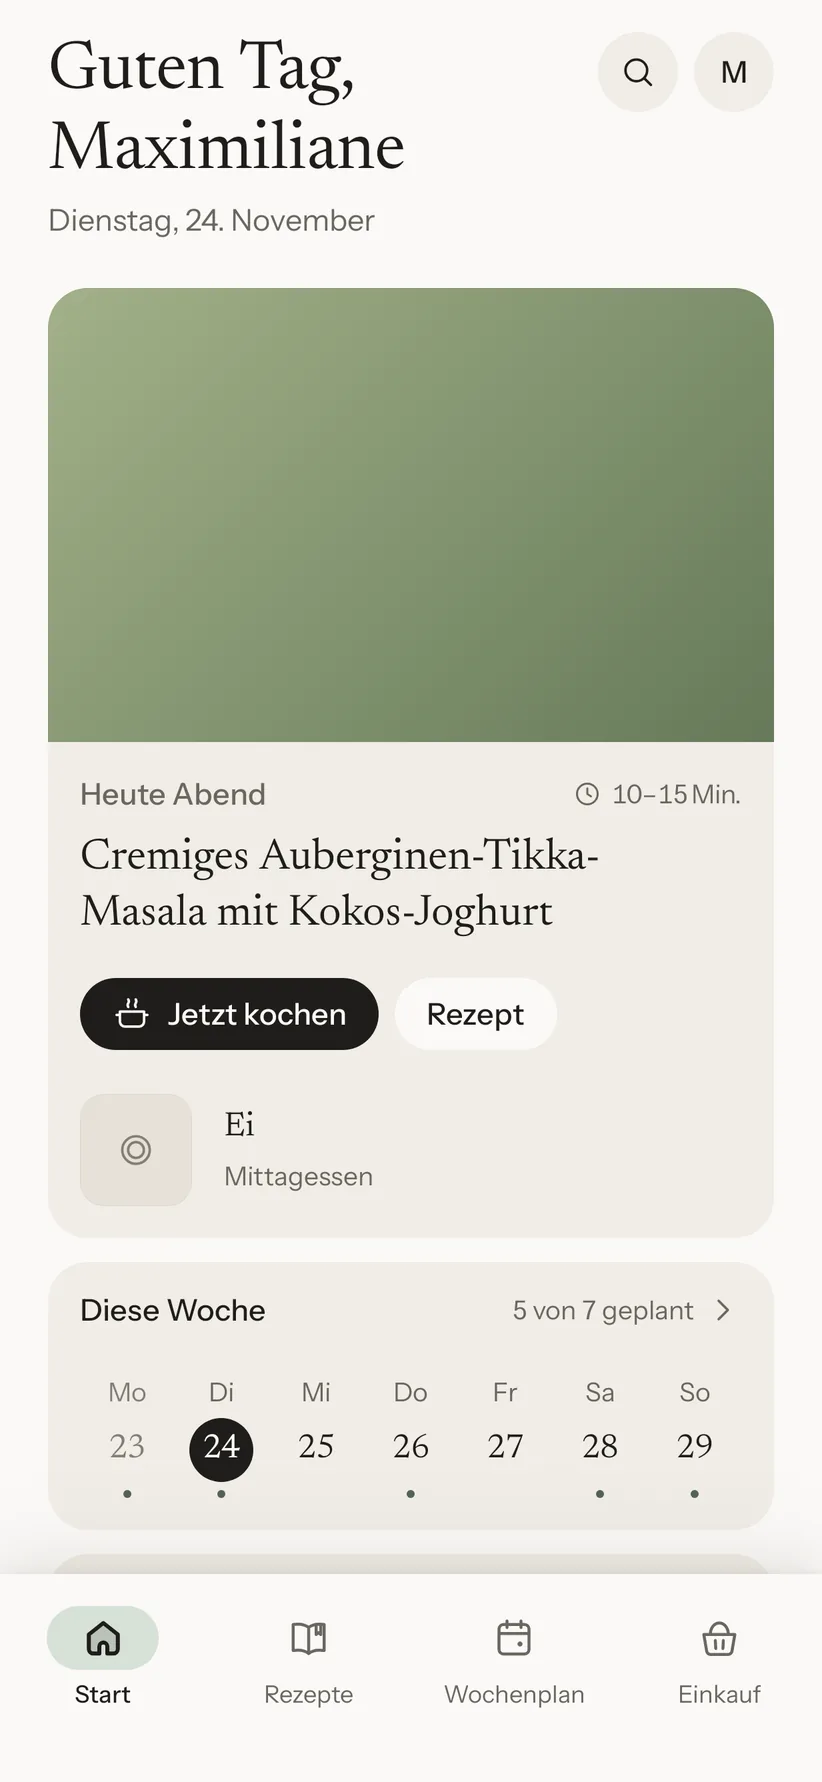 Guten Tag,
Maximiliane
M
Dienstag, 24. November
Heute Abend
10–15 Min.
Cremiges Auberginen-Tikka-
Masala mit Kokos-Joghurt
Jetzt kochen
Rezept
Ei
Mittagessen
Diese Woche
5 von 7 geplant
Mo Di Mi Do Fr Sa So
23 24 25 26 27 28 29
Start
Rezepte
Wochenplan
Einkauf